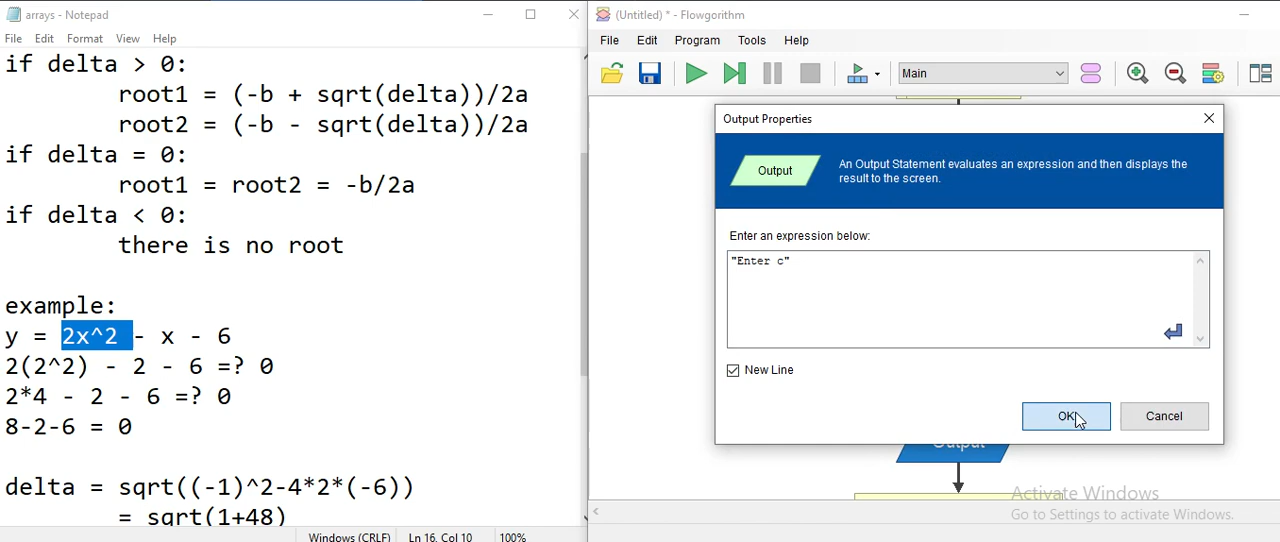 arrays - Notepad
File Edit Format View Help
if delta > 0:
root1 = (-b + sqrt(delta))/2a
root2 = (-b - sqrt(delta))/2a
if delta = 0:
root1 = root2 = -b/2a
if delta < 0:
there is no root
example:
y = 2x^2 - x - 6
2(2^2) - 2 - 6 =? 0
2*4 - 2 - 6 =? 0
8-2-6 = 0
delta = sqrt((-1)^2-4*2*(-6))
= sqrt(1+48)
Windows (CRLF) Ln 16, Col 10 100%
(Untitled) * - Flowgorithm
File Edit Program Tools Help
Main
Output Properties
Output
An Output Statement evaluates an expression and then displays the
result to the screen.
Enter an expression below:
"Enter c"
New Line
OK Cancel
Output
Activate Windows
Go to Settings to activate Windows.